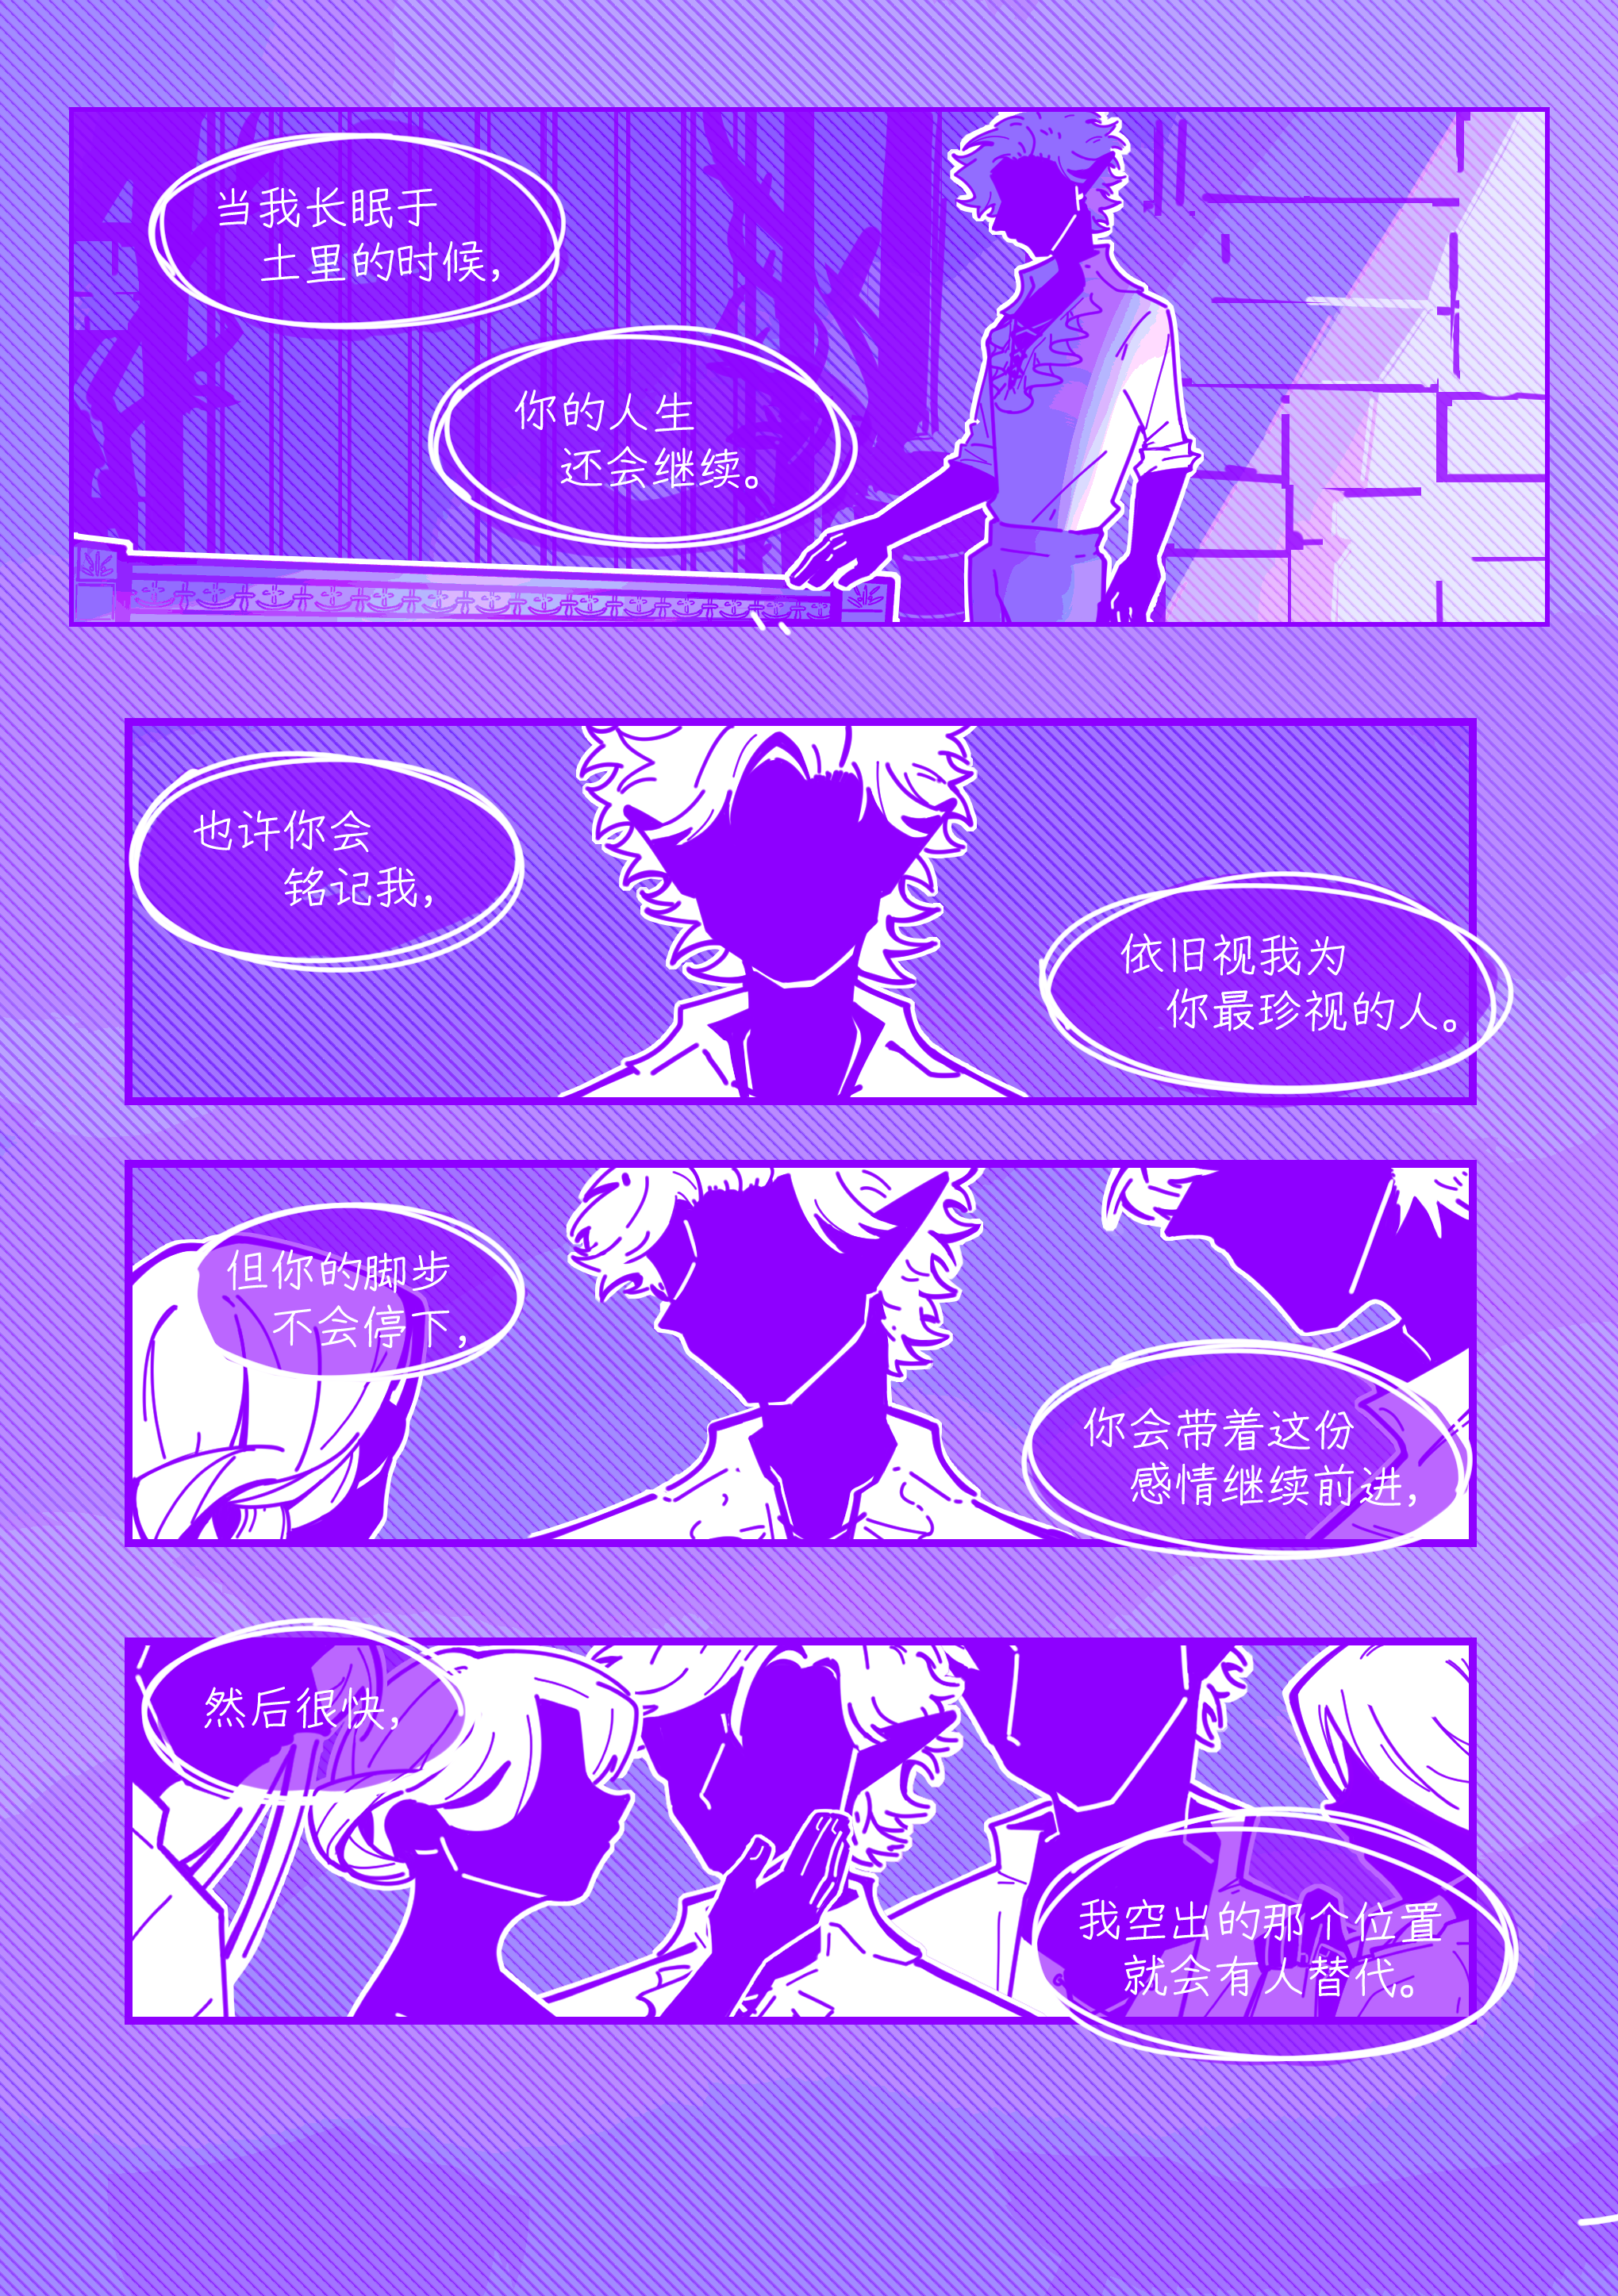 当我长眠于
土里的时候，
你的人生
还会继续。
也许你会
铭记我，
依旧视我为
你最珍视的人。
但你的脚步
不会停下，
你会带着这份
感情继续前进，
然后很快，
我空出的那个位置
就会有人替代。